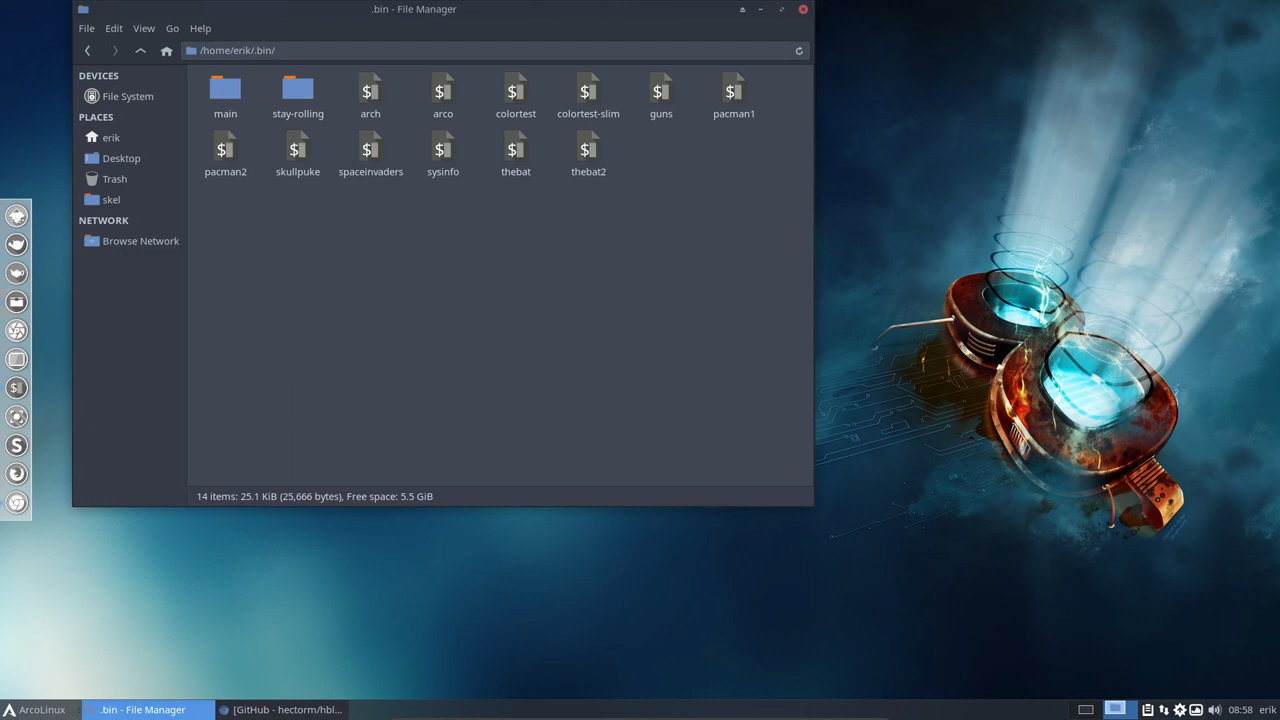 .bin - File Manager
File Edit View Go Help
/home/erik/.bin/
DEVICES
File System
PLACES
erik
Desktop
Trash
skel
NETWORK
Browse Network
main stay-rolling arch arco colortest colortest-slim guns pacman1
pacman2 skullpuke spaceinvaders sysinfo thebat thebat2
14 items: 25.1 KiB (25,666 bytes), Free space: 5.5 GiB
ArcoLinux .bin - File Manager [GitHub - hectorm/hbl... 08:58 erik